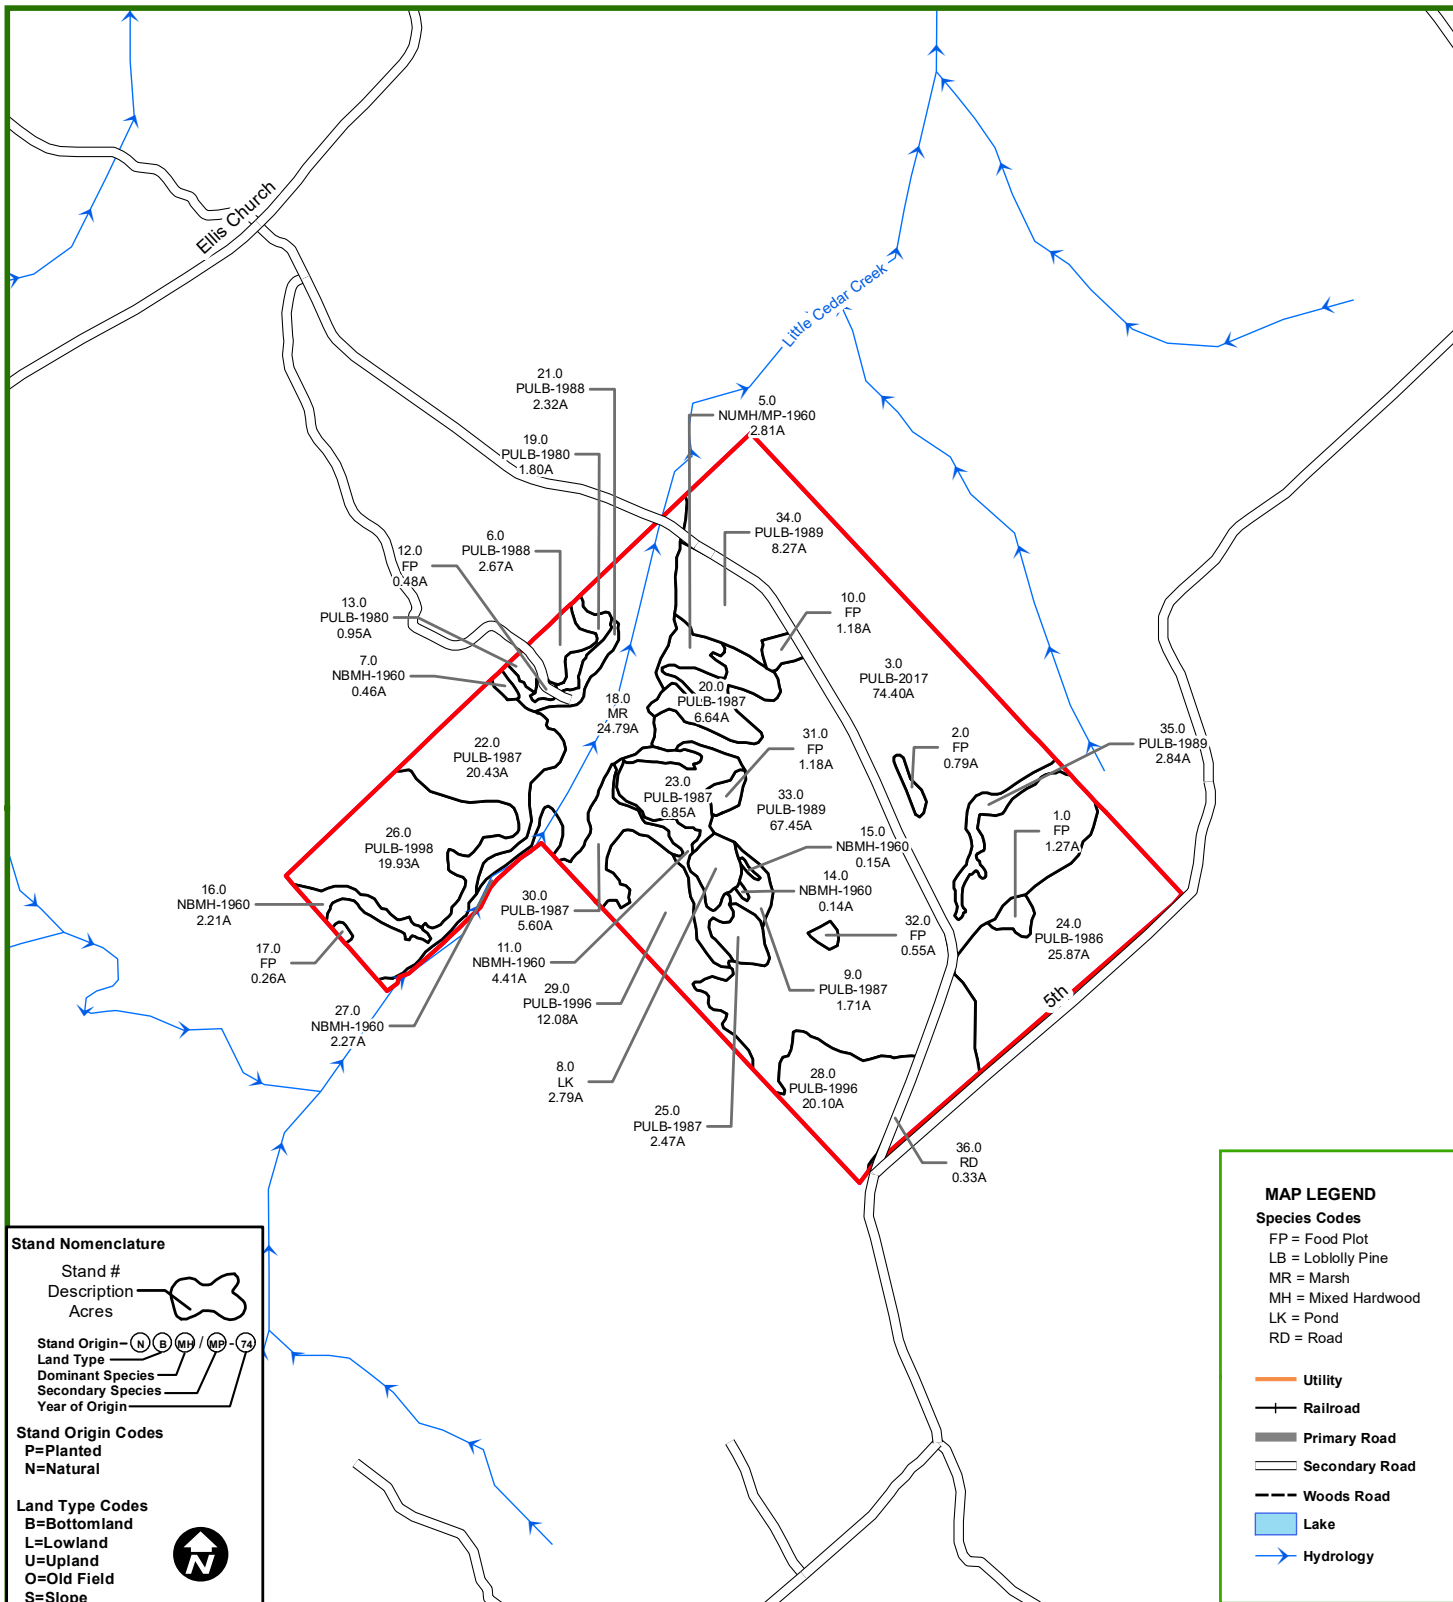 Ellis Church
Little Cedar Creek
21.0
PULB-1988
2.32A
5.0
NUMH/MP-1960
2.81A
19.0
PULB-1980
1.80A
34.0
PULB-1989
8.27A
6.0
PULB-1988
2.67A
12.0
FP
0.48A
10.0
FP
1.18A
13.0
PULB-1980
0.95A
7.0
NBMH-1960
0.46A
3.0
PULB-2017
74.40A
20.0
PULB-1987
6.64A
18.0
MR
24.79A
22.0
PULB-1987
20.43A
31.0
FP
1.18A
2.0
FP
0.79A
35.0
PULB-1989
2.84A
23.0
PULB-1987
6.85A
33.0
PULB-1989
67.45A
1.0
FP
1.27A
26.0
PULB-1998
19.93A
15.0
NBMH-1960
0.15A
14.0
NBMH-1960
0.14A
16.0
NBMH-1960
2.21A
30.0
PULB-1987
5.60A
32.0
FP
0.55A
24.0
PULB-1986
25.87A
17.0
FP
0.26A
11.0
NBMH-1960
4.41A
9.0
PULB-1987
1.71A
29.0
PULB-1996
12.08A
5th
27.0
NBMH-1960
2.27A
8.0
LK
2.79A
28.0
PULB-1996
20.10A
25.0
PULB-1987
2.47A
36.0
RD
0.33A
Stand Nomenclature
Stand #
Description
Acres
Stand Origin- N B MH / MP - 74
Land Type
Dominant Species
Secondary Species
Year of Origin
Stand Origin Codes
P=Planted
N=Natural
Land Type Codes
B=Bottomland
L=Lowland
U=Upland
O=Old Field
S=Slope
N
MAP LEGEND
Species Codes
FP = Food Plot
LB = Loblolly Pine
MR = Marsh
MH = Mixed Hardwood
LK = Pond
RD = Road
Utility
Railroad
Primary Road
Secondary Road
Woods Road
Lake
Hydrology